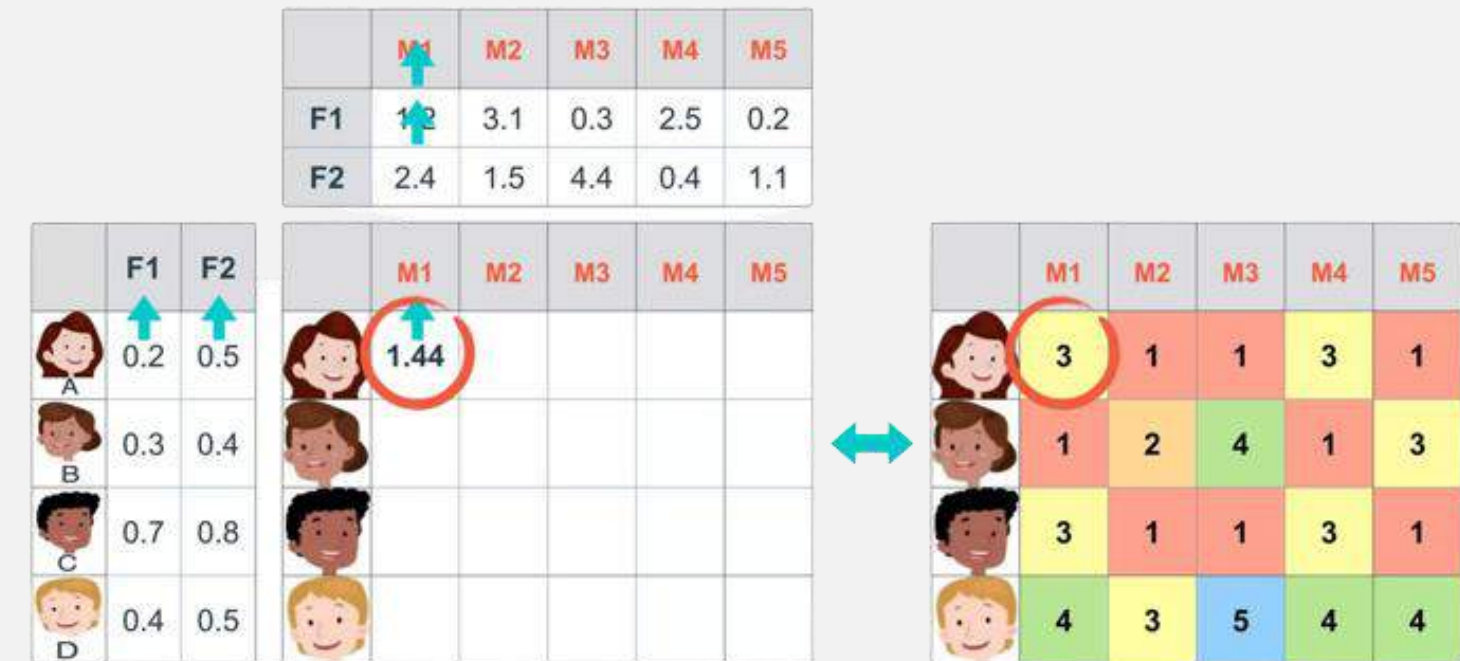 M1 M2 M3 M4 M5
F1 1.2 3.1 0.3 2.5 0.2
F2 2.4 1.5 4.4 0.4 1.1
F1 F2
A 0.2 0.5
B 0.3 0.4
C 0.7 0.8
D 0.4 0.5
M1 M2 M3 M4 M5
1.44
M1 M2 M3 M4 M5
3 1 1 3 1
1 2 4 1 3
3 1 1 3 1
4 3 5 4 4